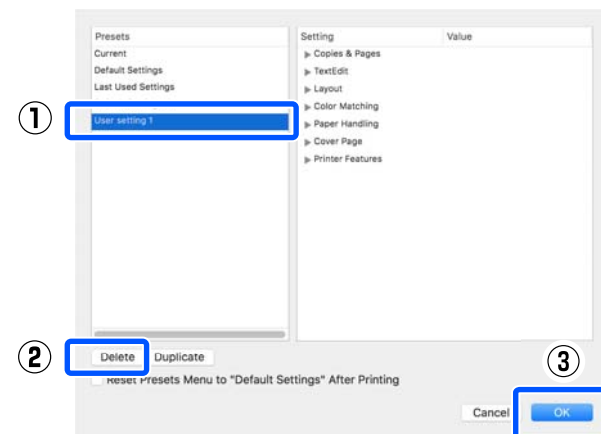 Presets
Setting Value
Current
Default Settings
Last Used Settings
① User setting 1
Copies & Pages
TextEdit
Layout
Color Matching
Paper Handling
Cover Page
Printer Features
② Delete Duplicate
③
Reset Presets Menu to "Default Settings" After Printing
Cancel OK